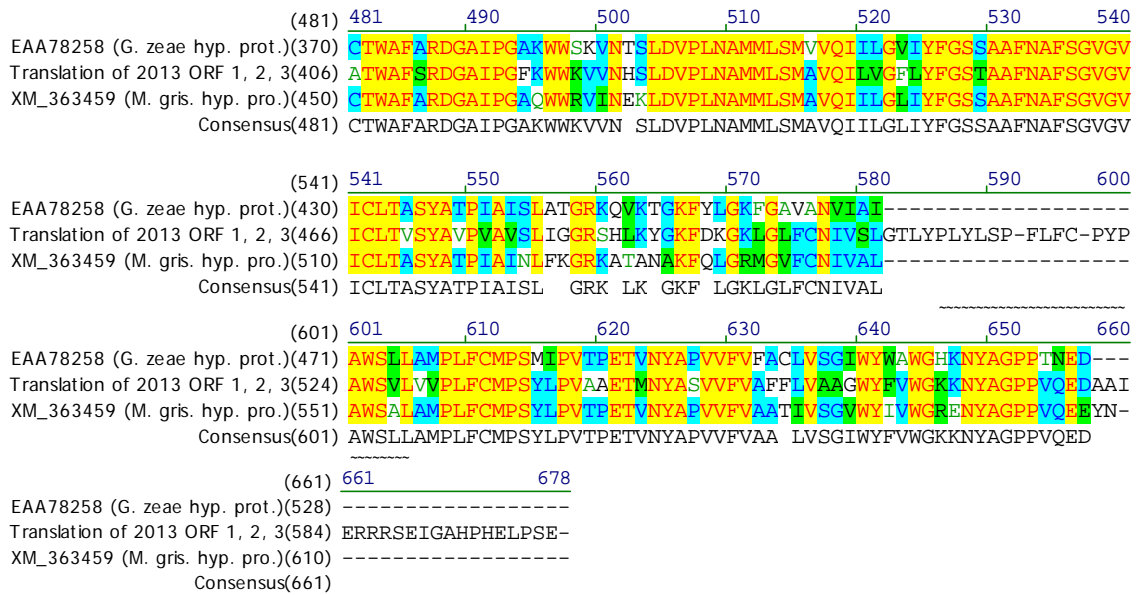 (481) 481 490 500 510 520 530 540
EAA78258 (G. zeae hyp. prot.)(370) CTWAFARDGAIPGAKWWSKVNTSLDVPLNAMMLSMVVQIILGVIYFGSSAAFNAFSGVGV
Translation of 2013 ORF 1, 2, 3(406) ATWAFSRDGAIPGFKWWKVVNHSLDVPLNAMMLSMAVQILVGFLYFGSTAAFNAFSGVGV
XM_363459 (M. gris. hyp. pro.)(450) CTWAFARDGAIPGAQWWRVINEKLDVPLNAMMLSMAVQIILGLIYFGSSAAFNAFSGVGV
Consensus(481) CTWAFARDGAIPGAKWWKVVN SLDVPLNAMMLSMAVQIILGLIYFGSSAAFNAFSGVGV
(541) 541 550 560 570 580 590 600
EAA78258 (G. zeae hyp. prot.)(430) ICLTASYATPIAISLATGRKQVKTGKFYLGKFGAVANVIAI-------------------
Translation of 2013 ORF 1, 2, 3(466) ICLTVSYAVPVAVSLIGGRSHLKYGKFDKGKLGLFCNIVSLGTLYPLYLSP-FLFC-PYP
XM_363459 (M. gris. hyp. pro.)(510) ICLTASYATPIAINLFKGRKATANAKFQLGRMGVFCNIVAL-------------------
Consensus(541) ICLTASYATPIAISL  GRK LK GKF LGKLGLFCNIVAL
(601) 601 610 620 630 640 650 660
EAA78258 (G. zeae hyp. prot.)(471) AWSLLAMPLFCMPSMIPVTPETVNYAPVVFVFACLVSGIWYWAWGHKNYAGPPTNED---
Translation of 2013 ORF 1, 2, 3(524) AWSVLVVPLFCMPSYLPVAAETMNYASVVFVAFFLVAAGWYFVWGKKNYAGPPVQEDAAI
XM_363459 (M. gris. hyp. pro.)(551) AWSALAMPLFCMPSYLPVTPETVNYAPVVFVAATIVSGVWYIVWGRENYAGPPVQEEYN-
Consensus(601) AWSLLAMPLFCMPSYLPVTPETVNYAPVVFVAA LVSGIWYFVWGKKNYAGPPVQED
(661) 661 678
EAA78258 (G. zeae hyp. prot.)(528) ------------------
Translation of 2013 ORF 1, 2, 3(584) ERRRSEIGAHPHELPSE-
XM_363459 (M. gris. hyp. pro.)(610) ------------------
Consensus(661)